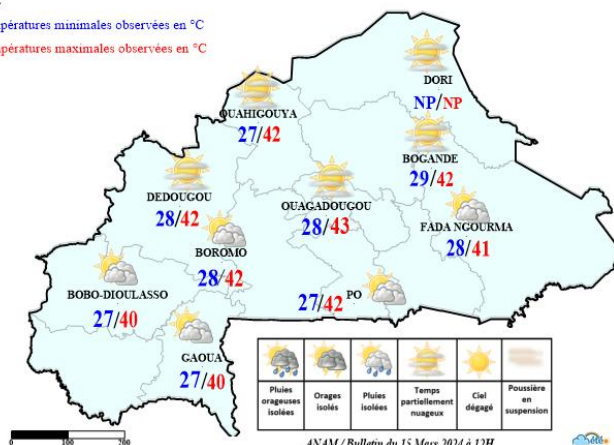 pératures minimales observées en °C
pératures maximales observées en °C
DORI
NP/NP
OUAHIGOUYA
27/42
BOGANDE
29/42
DEDOUGOU
28/42
OUAGADOUGOU
28/43
FADA NGOURMA
28/41
BOROMO
28/42
BOBO-DIOULASSO
27/40
27/42 PO
GAOUA
27/40
Pluies orageuses isolées
Orages isolés
Pluies isolées
Temps partiellement nuageux
Ciel dégagé
Poussière en suspension
100 200
ANAM / Bulletin du 15 Mars 2024 à 12H